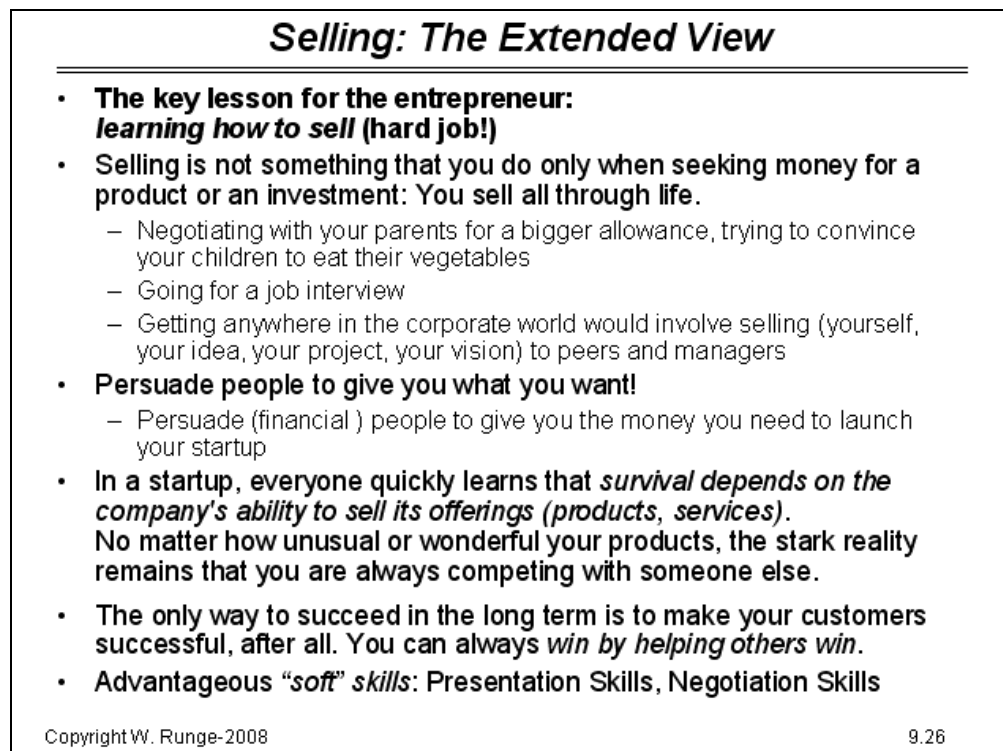 Selling: The Extended View
• The key lesson for the entrepreneur:
learning how to sell (hard job!)
• Selling is not something that you do only when seeking money for a
product or an investment: You sell all through life.
– Negotiating with your parents for a bigger allowance, trying to convince
your children to eat their vegetables
– Going for a job interview
– Getting anywhere in the corporate world would involve selling (yourself,
your idea, your project, your vision) to peers and managers
• Persuade people to give you what you want!
– Persuade (financial ) people to give you the money you need to launch
your startup
• In a startup, everyone quickly learns that survival depends on the
company's ability to sell its offerings (products, services).
No matter how unusual or wonderful your products, the stark reality
remains that you are always competing with someone else.
• The only way to succeed in the long term is to make your customers
successful, after all. You can always win by helping others win.
• Advantageous “soft” skills: Presentation Skills, Negotiation Skills
Copyright W. Runge-2008 9.26